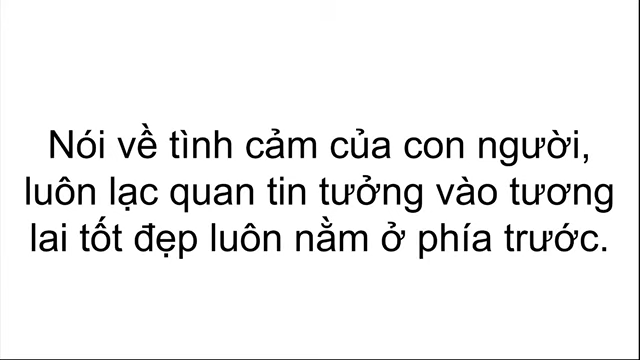 Nói về tình cảm của con người,
luôn lạc quan tin tưởng vào tương
lai tốt đẹp luôn nằm ở phía trước.